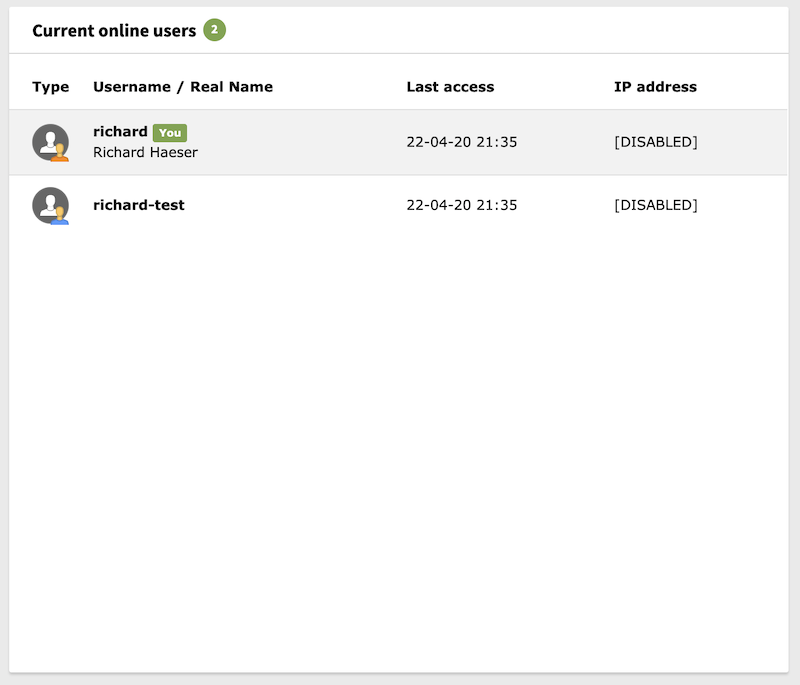 Current online users 2
Type Username / Real Name Last access IP address
richard You
Richard Haeser 22-04-20 21:35 [DISABLED]
richard-test 22-04-20 21:35 [DISABLED]